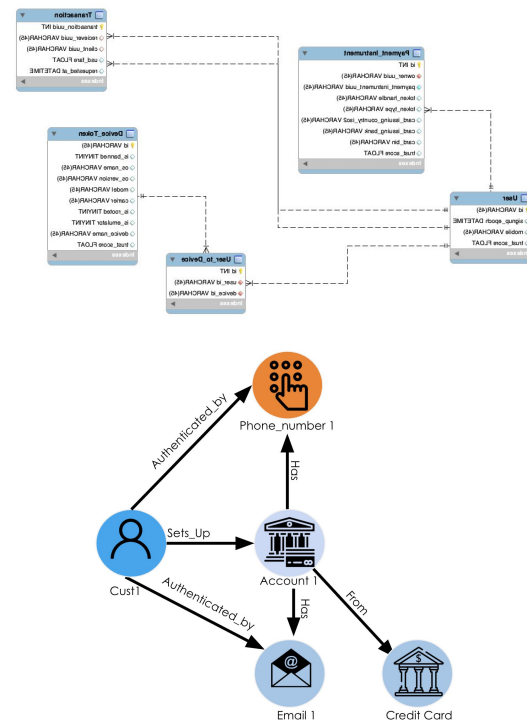 Transaction
transaction_uuid INT
reciever_uuid VARCHAR(45)
client_uuid VARCHAR(45)
FLOAT
requested_at DATETIME
Indexes
Payment_Instrument
id INT
owner_uuid VARCHAR(45)
payment_instrument_uuid VARCHAR(45)
token_handle VARCHAR(45)
token_type VARCHAR(45)
card_issuing_country_iso2 VARCHAR(45)
card_issuing_bank VARCHAR(45)
card_bin VARCHAR(45)
trust_score FLOAT
Indexes
Device_Token
id VARCHAR(45)
is_banned TINYINT
os_name VARCHAR(45)
os_version VARCHAR(45)
model VARCHAR(45)
carrier VARCHAR(45)
is_rooted TINYINT
is_emulator TINYINT
device_name VARCHAR(45)
trust_score FLOAT
Indexes
User
id VARCHAR(45)
signup_epoch DATETIME
mobile VARCHAR(45)
trust_score FLOAT
Indexes
User_to_Device
id INT
user_id VARCHAR(45)
device_id VARCHAR(45)
Indexes
Phone_number 1
Authenticated_by
Has
Sets_Up
Cust1
Account 1
Authenticated_by
Has
From
@
$
Email 1
Credit Card